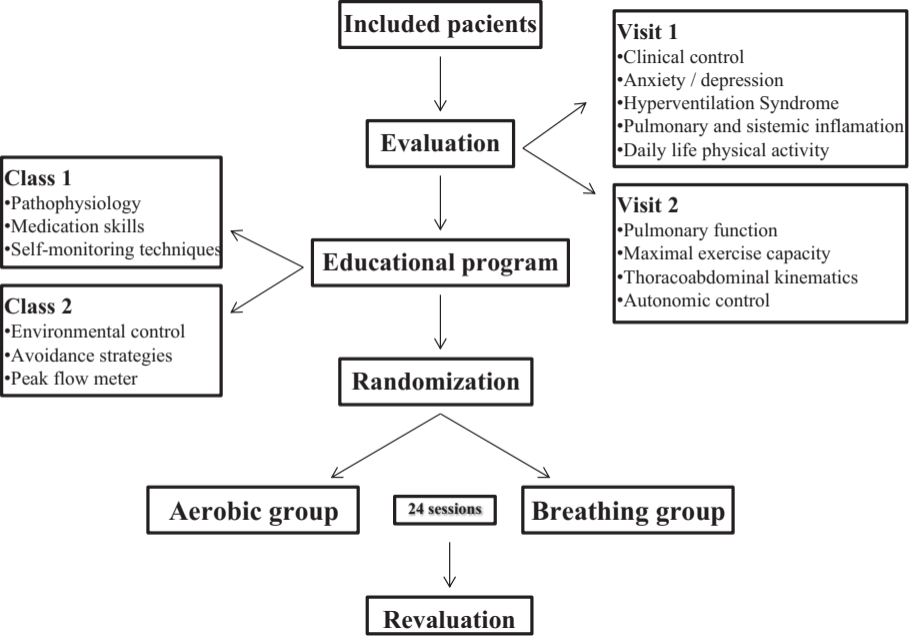 Included pacients
Visit 1
•Clinical control
•Anxiety / depression
•Hyperventilation Syndrome
•Pulmonary and sistemic inflamation
•Daily life physical activity
Evaluation
Class 1
•Pathophysiology
•Medication skills
•Self-monitoring techniques
Visit 2
•Pulmonary function
•Maximal exercise capacity
•Thoracoabdominal kinematics
•Autonomic control
Educational program
Class 2
•Environmental control
•Avoidance strategies
•Peak flow meter
Randomization
Aerobic group
24 sessions
Breathing group
Revaluation